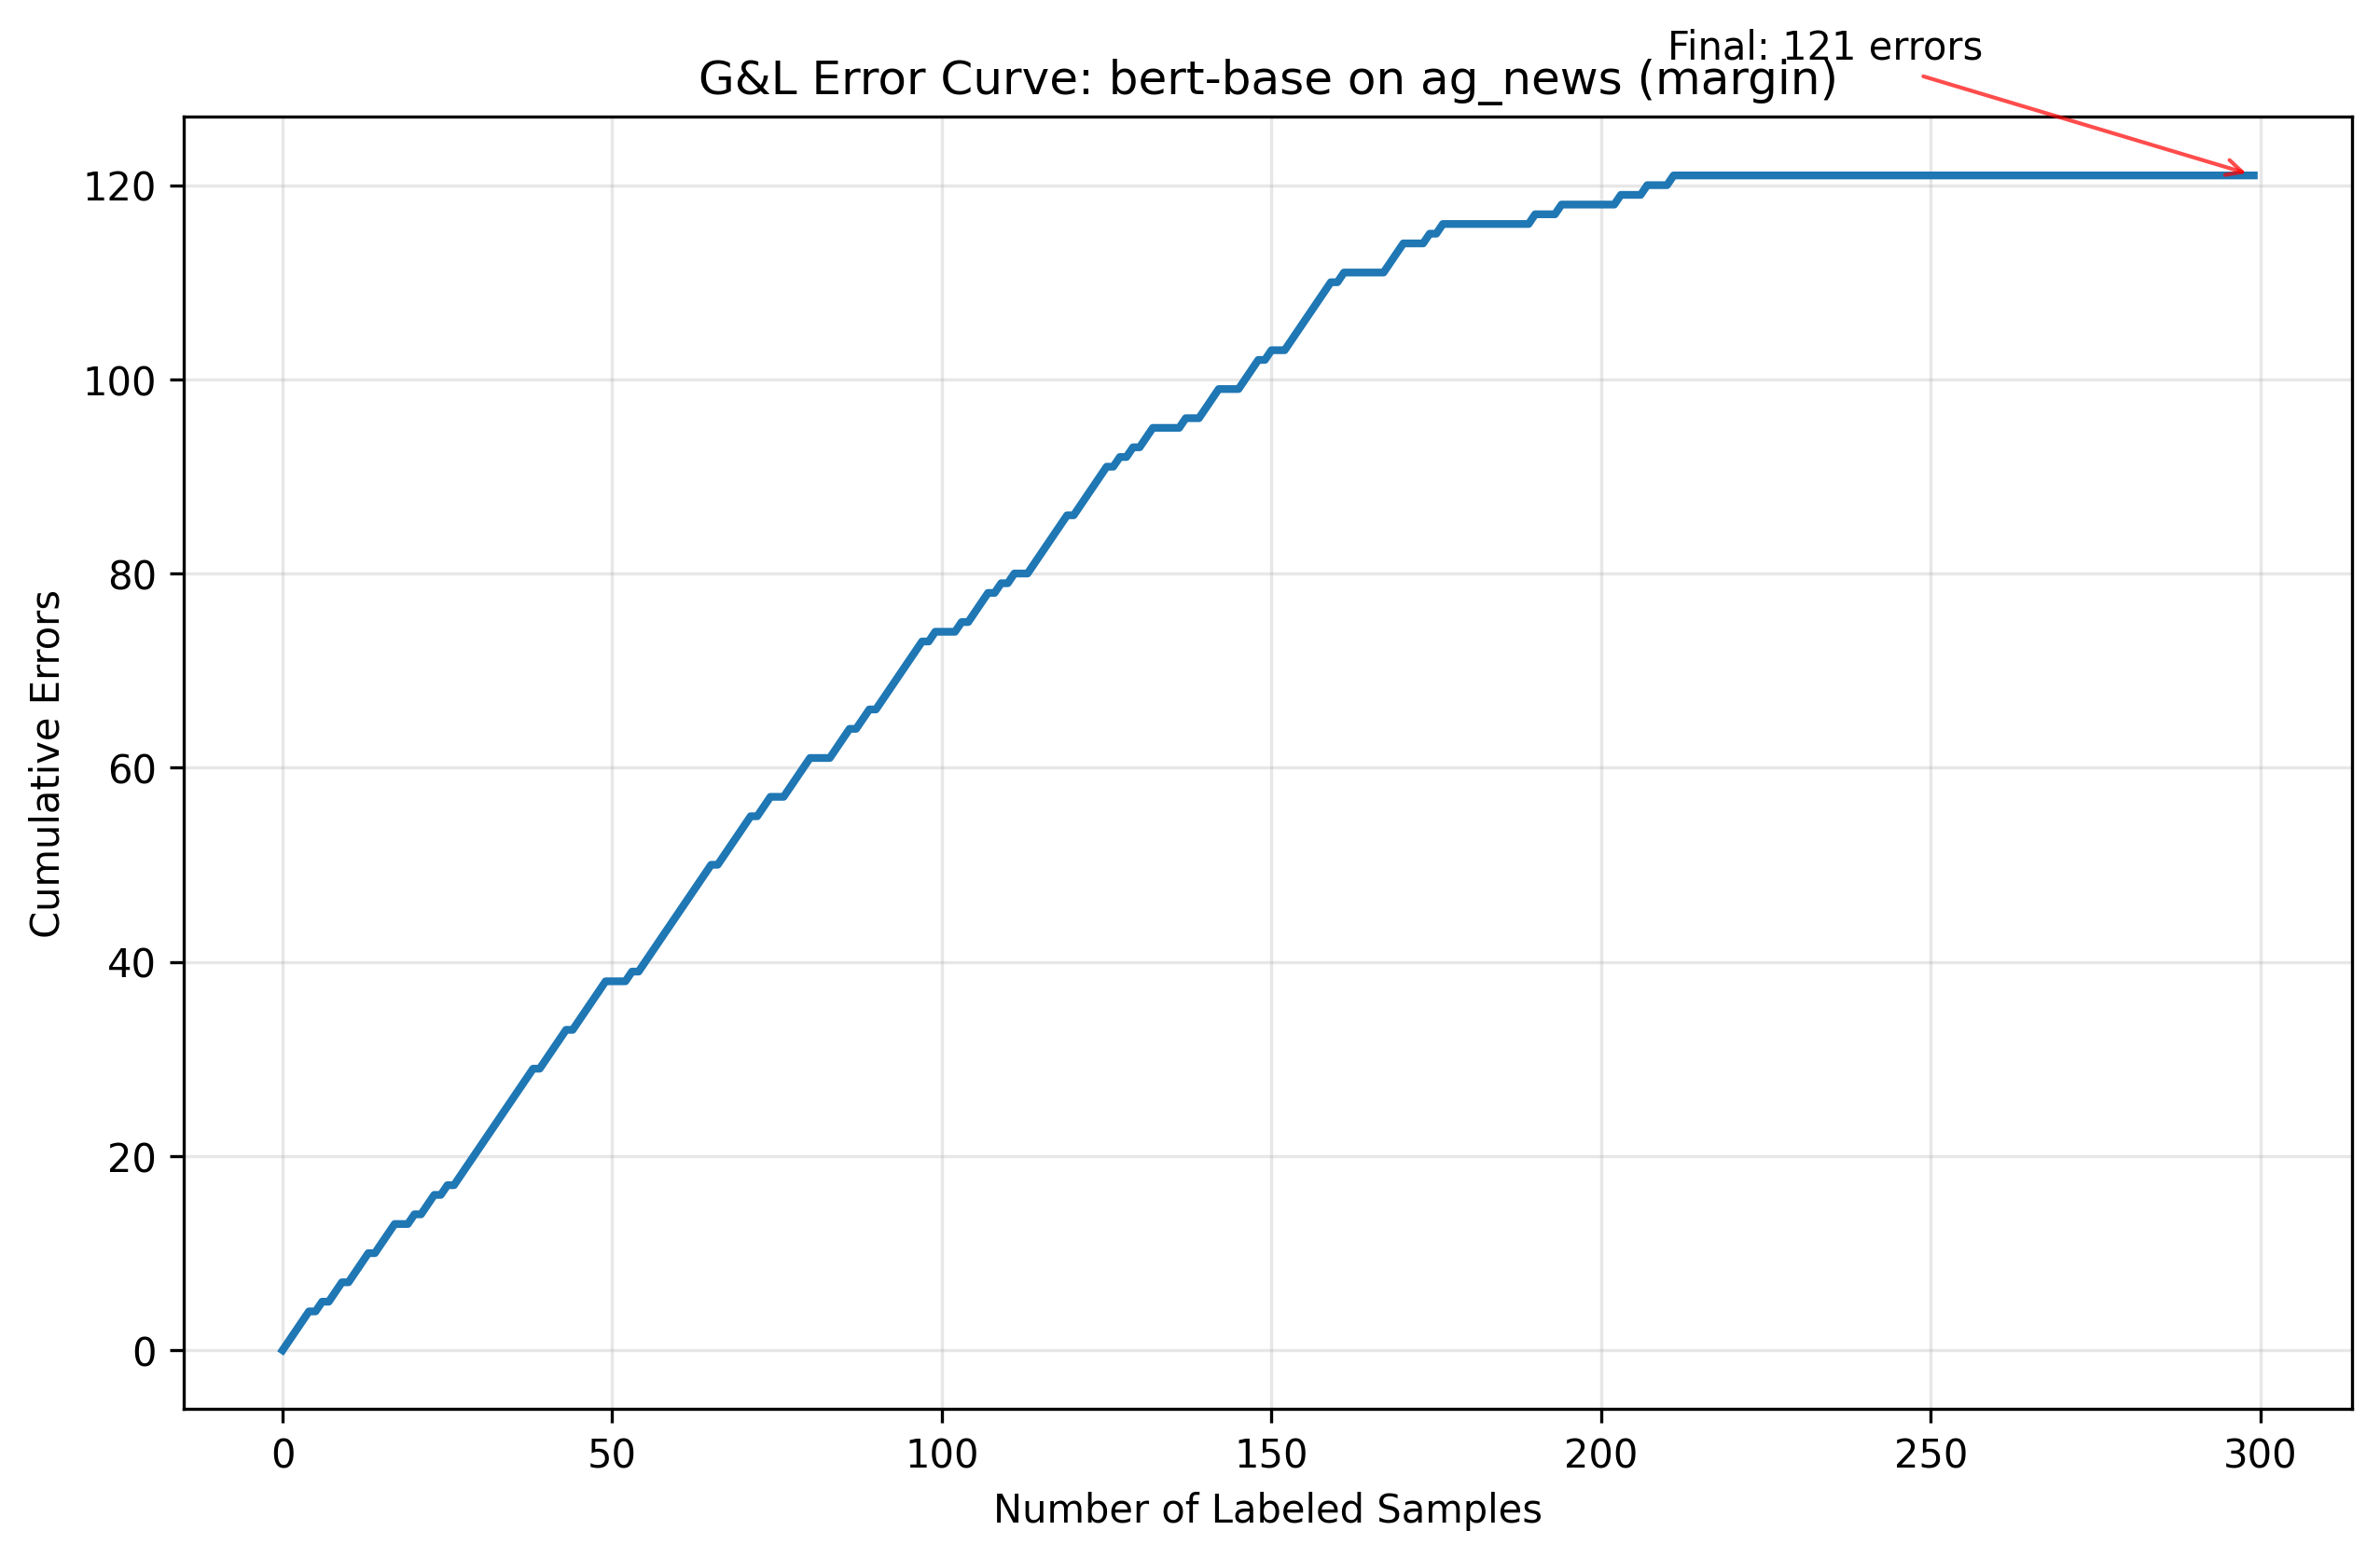 Final: 121 errors
G&L Error Curve: bert-base on ag_news (margin)
Cumulative Errors
120
100
80
60
40
20
0
0 50 100 150 200 250 300
Number of Labeled Samples